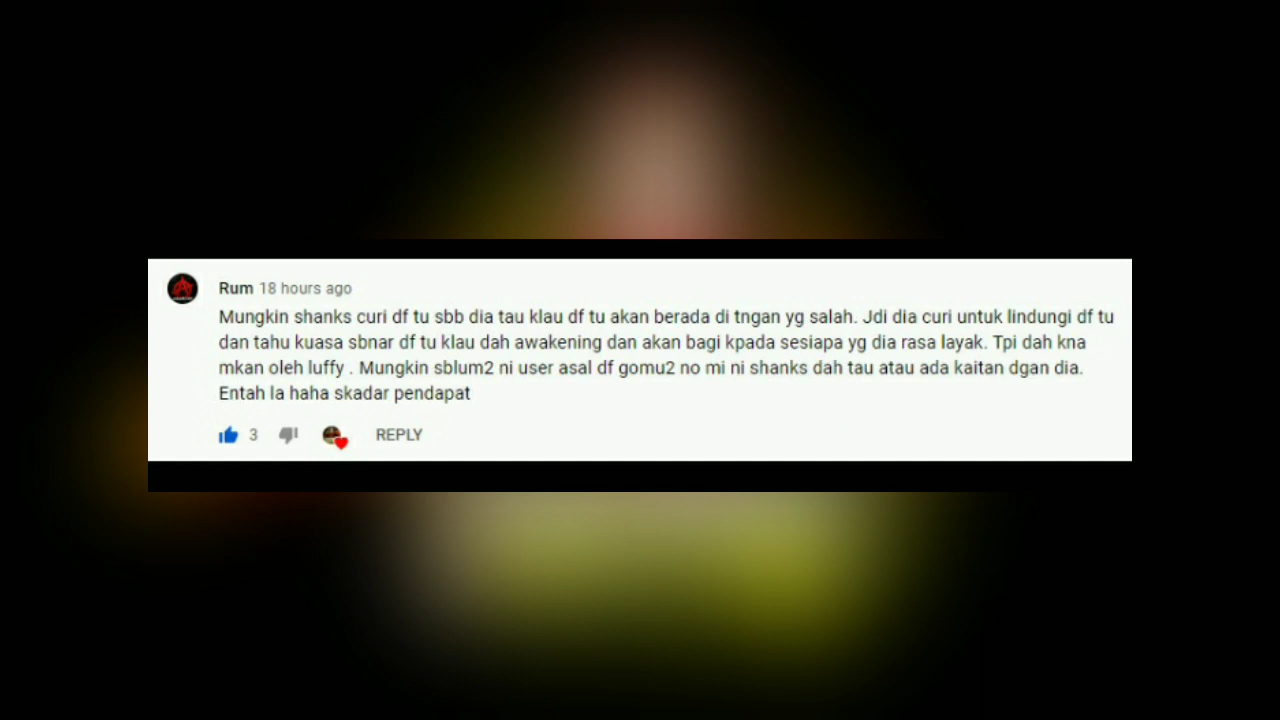 Rum 18 hours ago
Mungkin shanks curi df tu sbb dia tau klau df tu akan berada di tngan yg salah. Jdi dia curi untuk lindungi df tu
dan tahu kuasa sbnar df tu klau dah awakening dan akan bagi kpada sesiapa yg dia rasa layak. Tpi dah kna
mkan oleh luffy . Mungkin sblum2 ni user asal df gomu2 no mi ni shanks dah tau atau ada kaitan dgan dia.
Entah la haha skadar pendapat
3 REPLY